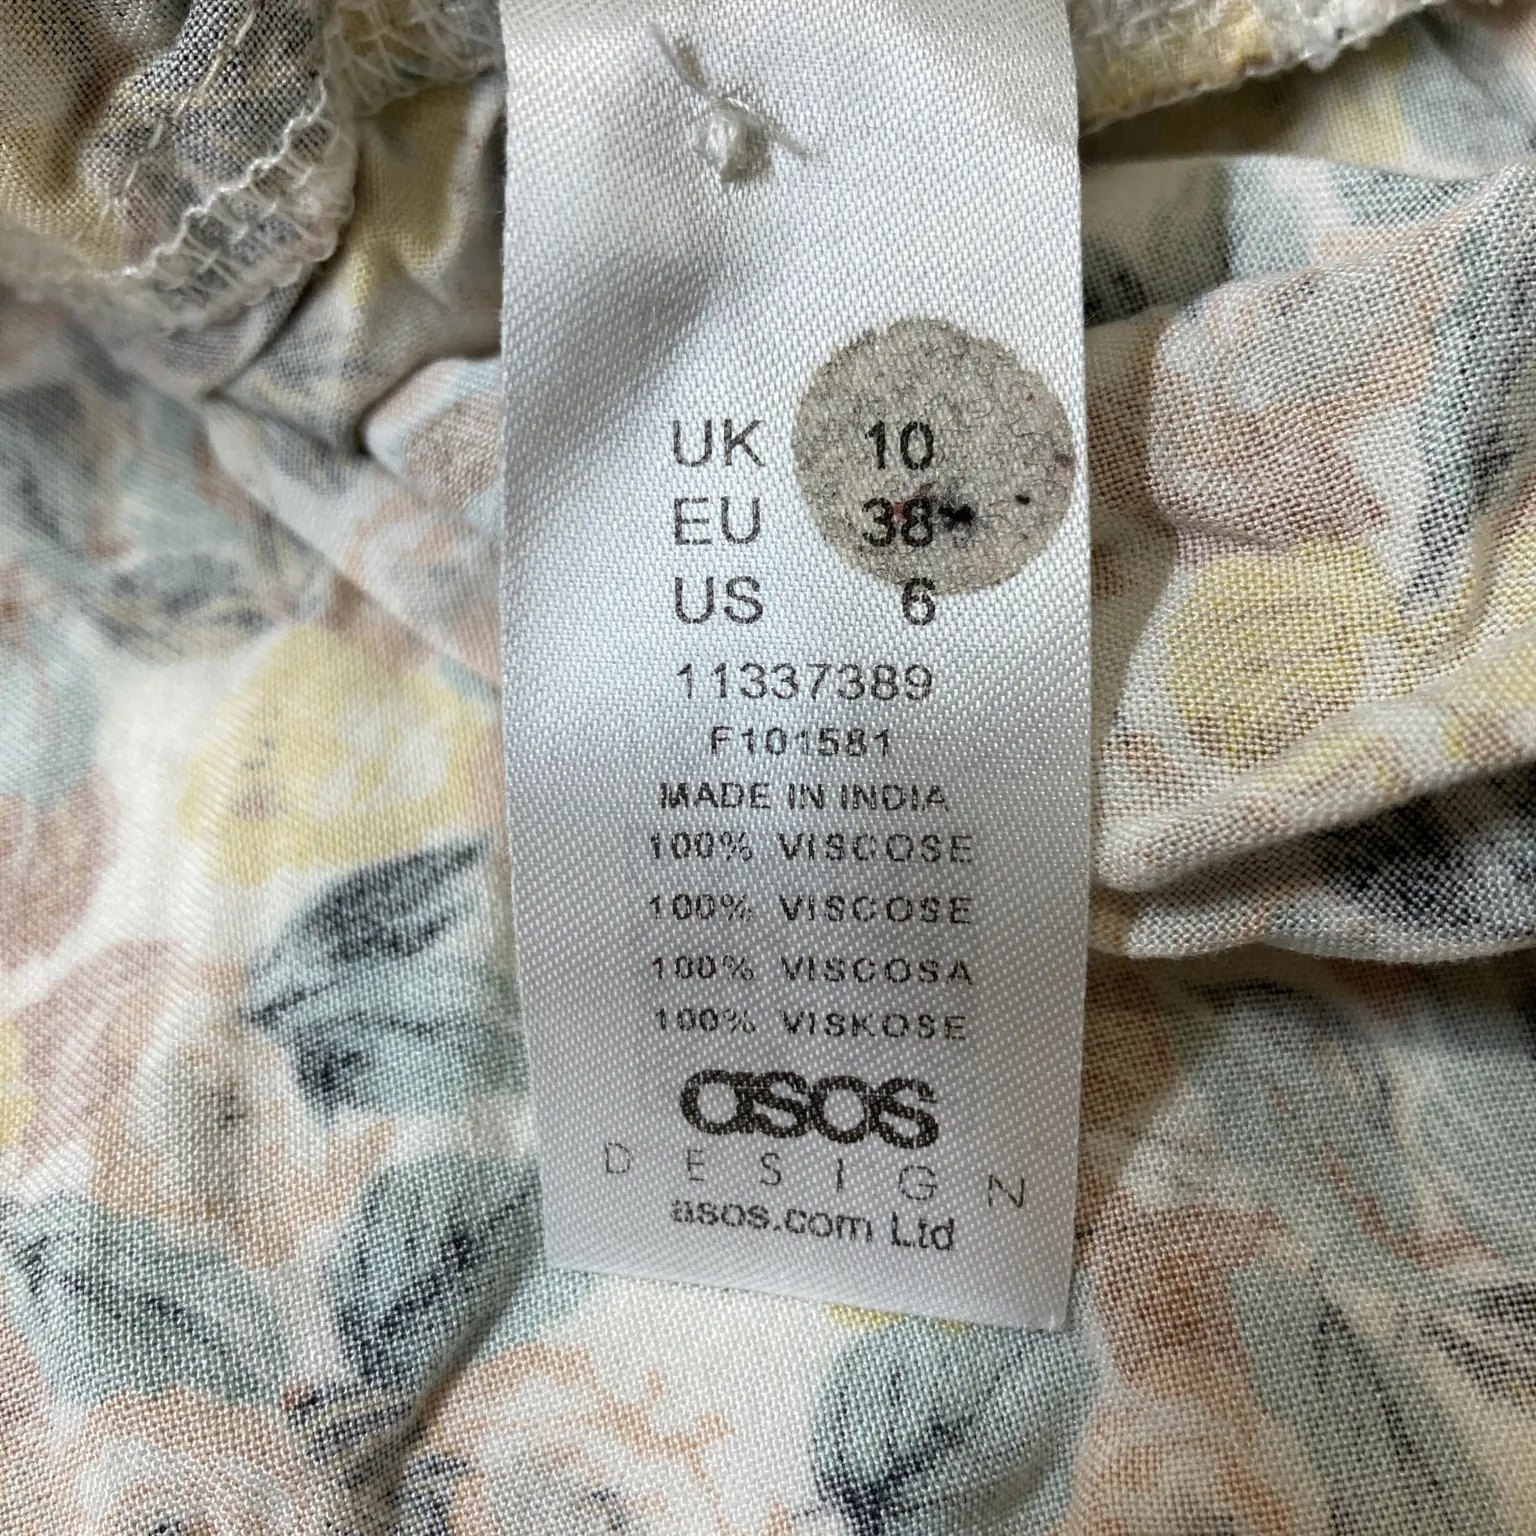 UK 10
EU 38
US 6
11337389
F101581
MADE IN INDIA
100% VISCOSE
100% VISCOSE
100% VISCOSA
100% VISKOSE
asos
DESIGN
asos.com Ltd